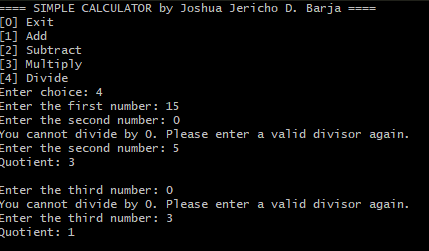 ==== SIMPLE CALCULATOR by Joshua Jericho D. Barja ====
[0] Exit
[1] Add
[2] Subtract
[3] Multiply
[4] Divide
Enter choice: 4
Enter the first number: 15
Enter the second number: 0
You cannot divide by 0. Please enter a valid divisor again.
Enter the second number: 5
Quotient: 3
Enter the third number: 0
You cannot divide by 0. Please enter a valid divisor again.
Enter the third number: 3
Quotient: 1